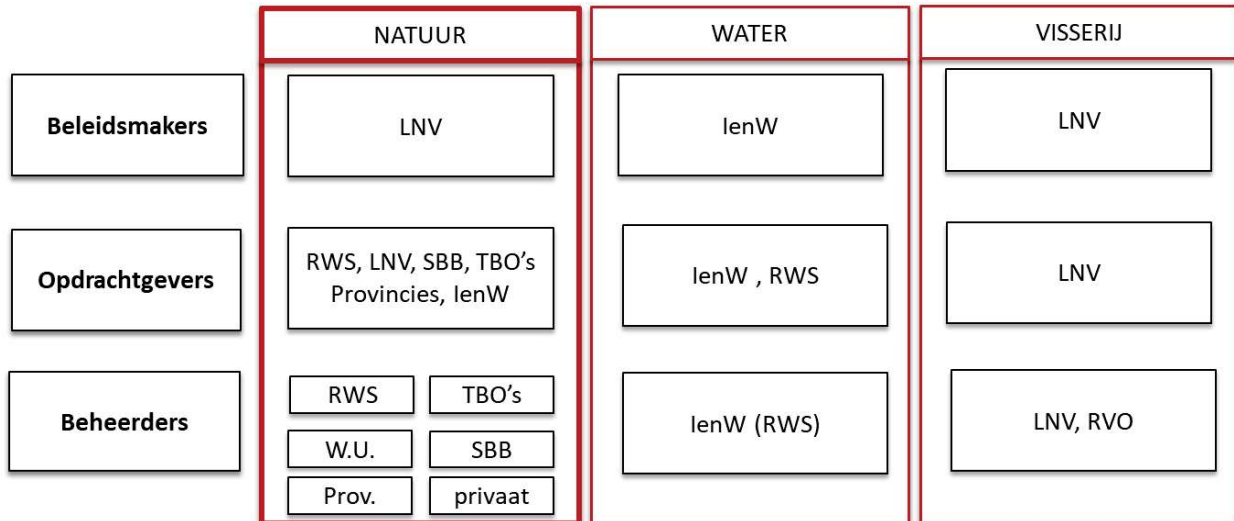 NATUUR
WATER
VISSERIJ
Beleidsmakers
LNV
IenW
LNV
Opdrachtgevers
RWS, LNV, SBB, TBO’s
Provincies, IenW
IenW , RWS
LNV
Beheerders
RWS
TBO’s
W.U.
SBB
Prov.
privaat
IenW (RWS)
LNV, RVO